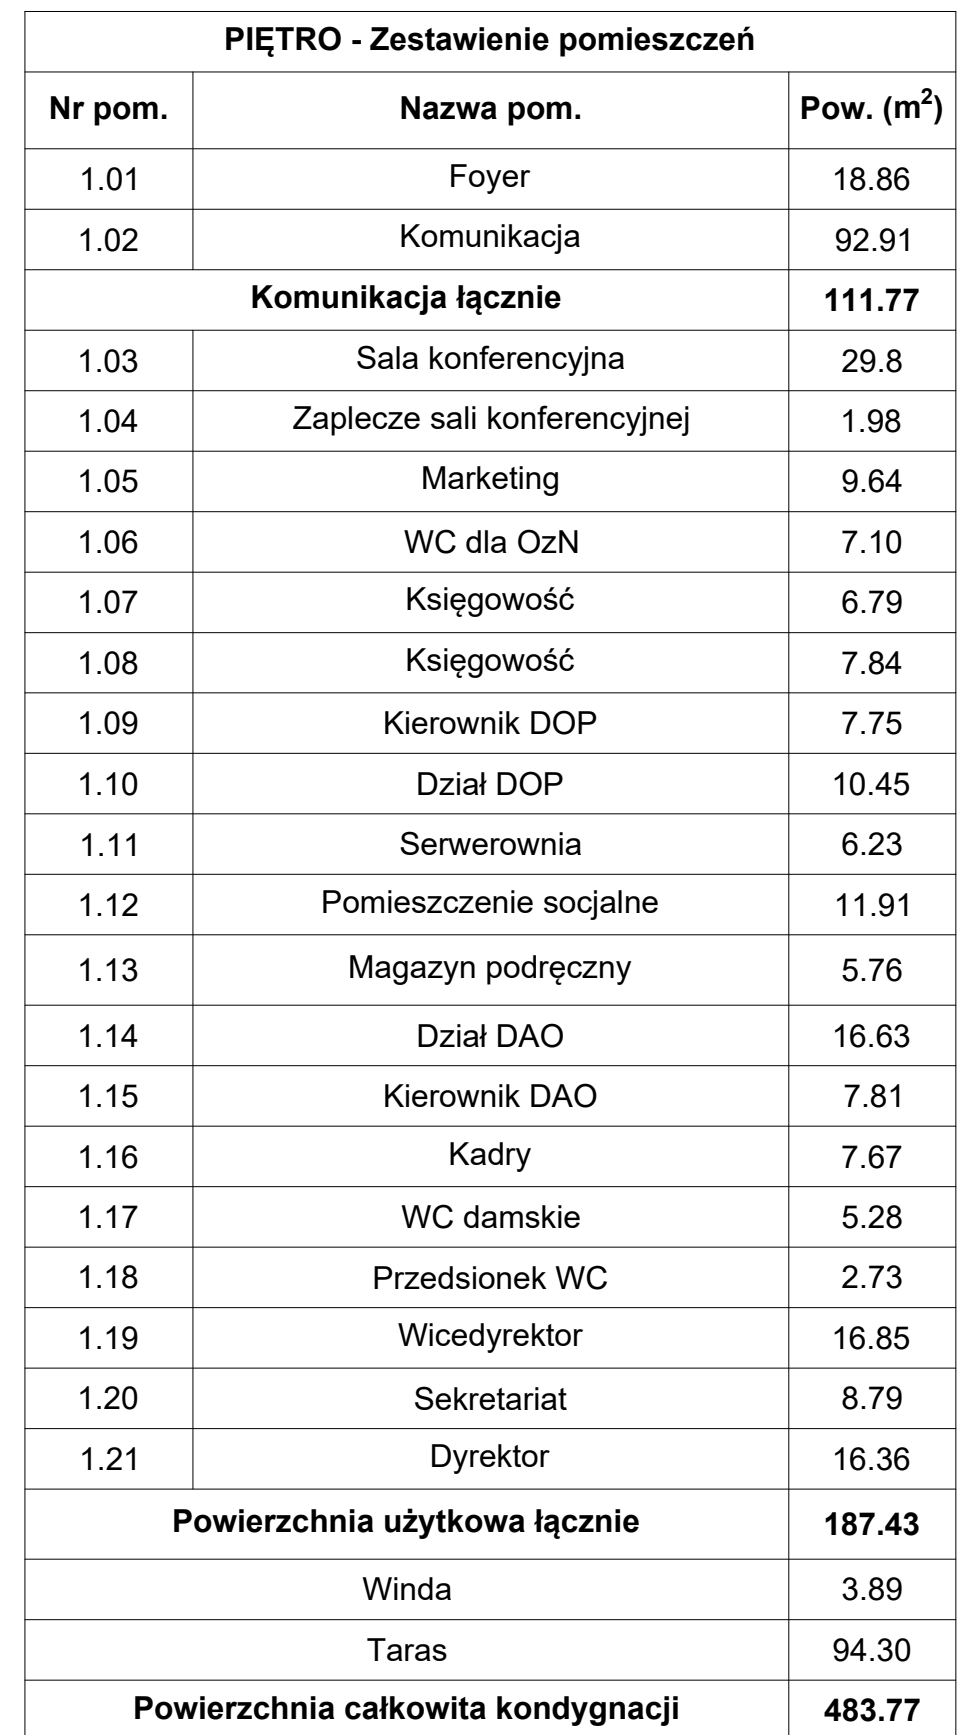 PIĘTRO - Zestawienie pomieszczeń
Nr pom. Nazwa pom. Pow. (m²)
1.01 Foyer 18.86
1.02 Komunikacja 92.91
Komunikacja łącznie 111.77
1.03 Sala konferencyjna 29.8
1.04 Zaplecze sali konferencyjnej 1.98
1.05 Marketing 9.64
1.06 WC dla OzN 7.10
1.07 Księgowość 6.79
1.08 Księgowość 7.84
1.09 Kierownik DOP 7.75
1.10 Dział DOP 10.45
1.11 Serwerownia 6.23
1.12 Pomieszczenie socjalne 11.91
1.13 Magazyn podręczny 5.76
1.14 Dział DAO 16.63
1.15 Kierownik DAO 7.81
1.16 Kadry 7.67
1.17 WC damskie 5.28
1.18 Przedsionek WC 2.73
1.19 Wicedyrektor 16.85
1.20 Sekretariat 8.79
1.21 Dyrektor 16.36
Powierzchnia użytkowa łącznie 187.43
Winda 3.89
Taras 94.30
Powierzchnia całkowita kondygnacji 483.77